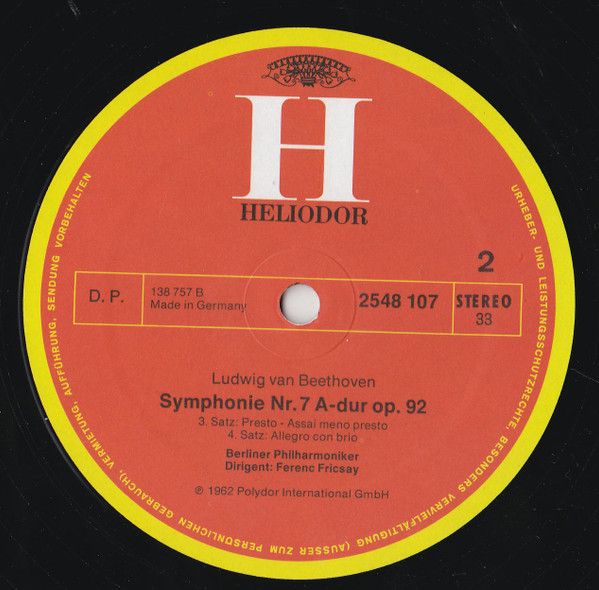 H
HELIODOR
2
D. P.
138 757 B
Made in Germany
2548 107
STEREO
33
Ludwig van Beethoven
Symphonie Nr. 7 A-dur op. 92
3. Satz: Presto - Assai meno presto
4. Satz: Allegro con brio
Berliner Philharmoniker
Dirigent: Ferenc Fricsay
℗ 1962 Polydor International GmbH
URHEBER- UND LEISTUNGSSCHUTZRECHTE, BESONDERS VERVIELFÄLTIGUNG (AUSSER ZUM PERSÖNLICHEN GEBRAUCH), VERMIETUNG, AUFFÜHRUNG, SENDUNG VORBEHALTEN